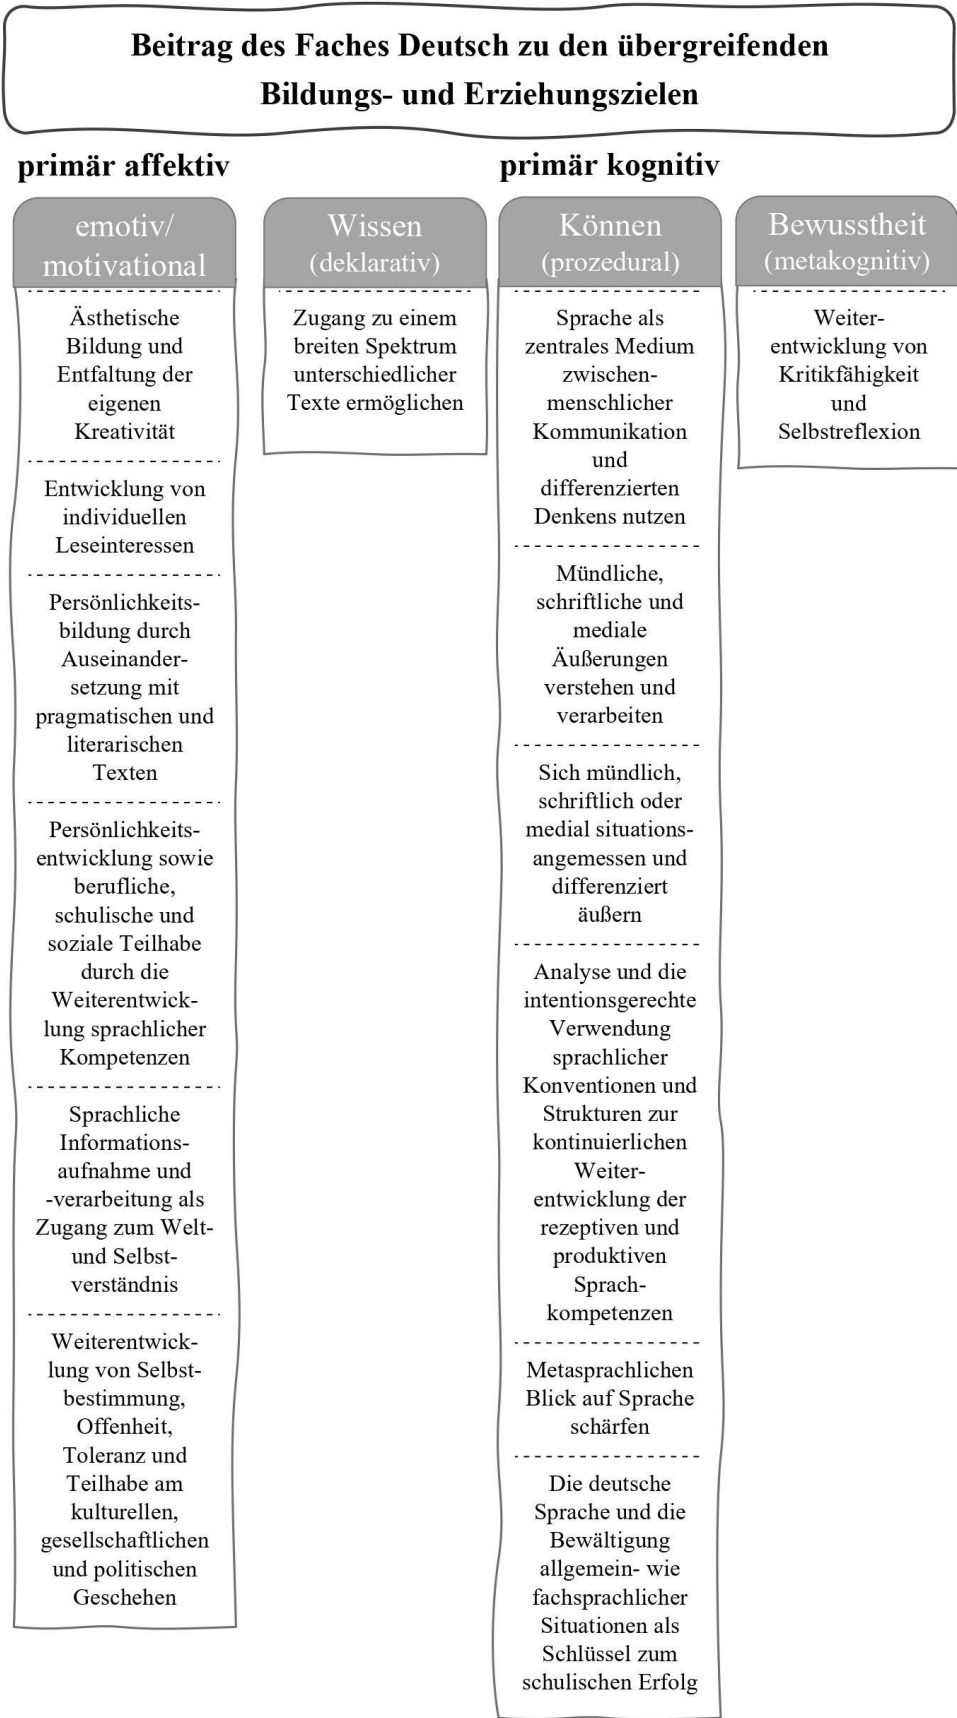 Beitrag des Faches Deutsch zu den übergreifenden
Bildungs- und Erziehungszielen
primär affektiv
primär kognitiv
emotiv/
motivational
Ästhetische
Bildung und
Entfaltung der
eigenen
Kreativität
Entwicklung von
individuellen
Leseinteressen
Persönlichkeits-
bildung durch
Auseinander-
setzung mit
pragmatischen und
literarischen
Texten
Persönlichkeits-
entwicklung sowie
berufliche,
schulische und
soziale Teilhabe
durch die
Weiterentwick-
lung sprachlicher
Kompetenzen
Sprachliche
Informations-
aufnahme und
-verarbeitung als
Zugang zum Welt-
und Selbst-
verständnis
Weiterentwick-
lung von Selbst-
bestimmung,
Offenheit,
Toleranz und
Teilhabe am
kulturellen,
gesellschaftlichen
und politischen
Geschehen
Wissen
(deklarativ)
Zugang zu einem
breiten Spektrum
unterschiedlicher
Texte ermöglichen
Können
(prozedural)
Sprache als
zentrales Medium
zwischen-
menschlicher
Kommunikation
und
differenzierten
Denkens nutzen
Mündliche,
schriftliche und
mediale
Äußerungen
verstehen und
verarbeiten
Sich mündlich,
schriftlich oder
medial situations-
angemessen und
differenziert
äußern
Analyse und die
intentionsgerechte
Verwendung
sprachlicher
Konventionen und
Strukturen zur
kontinuierlichen
Weiter-
entwicklung der
rezeptiven und
produktiven
Sprach-
kompetenzen
Metasprachlichen
Blick auf Sprache
schärfen
Die deutsche
Sprache und die
Bewältigung
allgemein- wie
fachsprachlicher
Situationen als
Schlüssel zum
schulischen Erfolg
Bewusstheit
(metakognitiv)
Weiter-
entwicklung von
Kritikfähigkeit
und
Selbstreflexion